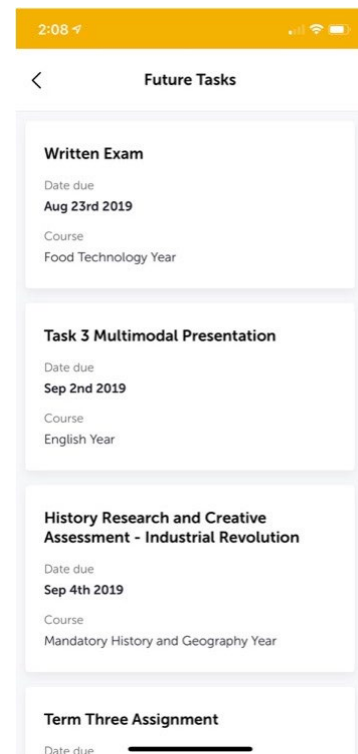 2:08
Future Tasks
Written Exam
Date due
Aug 23rd 2019
Course
Food Technology Year
Task 3 Multimodal Presentation
Date due
Sep 2nd 2019
Course
English Year
History Research and Creative
Assessment - Industrial Revolution
Date due
Sep 4th 2019
Course
Mandatory History and Geography Year
Term Three Assignment
Date due